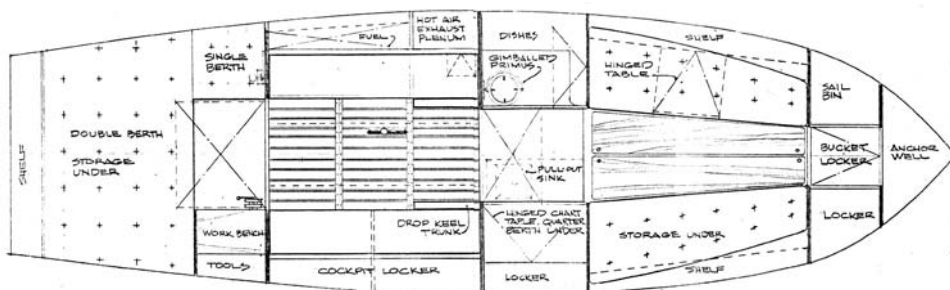 SHELF
DOUBLE BERTH
STORAGE
UNDER
SINGLE
BERTH
WORK BENCH
TOOLS
FUEL
HOT AIR
EXHAUST
PLENUM
DROP KEEL
TRUNK
COCKPIT LOCKER
DISHES
GIMBALLED
PRIMUS
PULLOUT
SINK
HINGED CHART
TABLE. QUARTER
BERTH UNDER
LOCKER
SHELF
HINGED
TABLE
STORAGE UNDER
SHELF
SAIL
BIN
BUCKET
LOCKER
LOCKER
ANCHOR
WELL